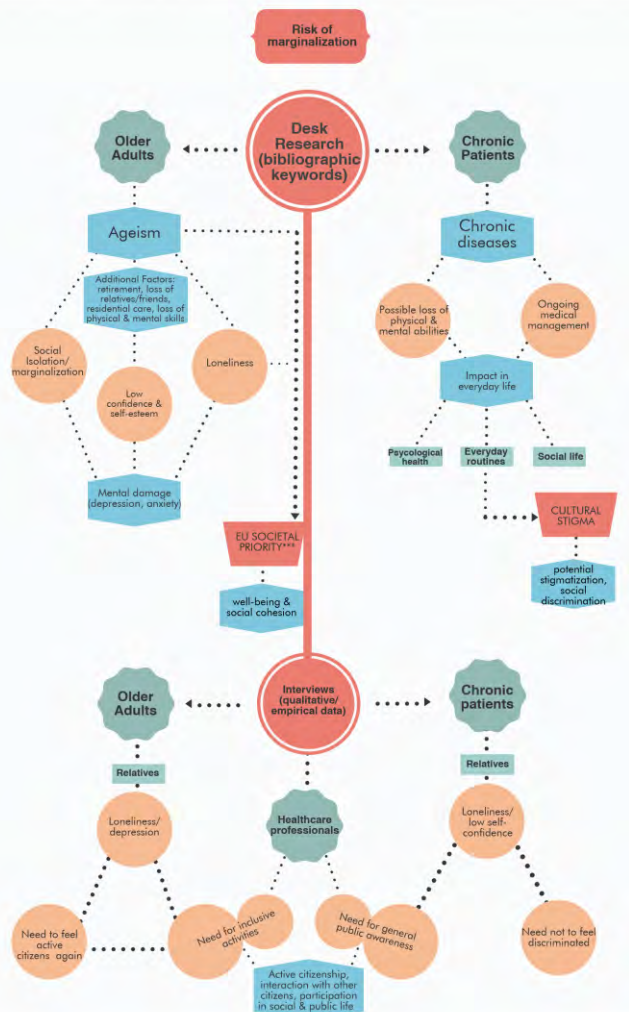 Risk of
marginalization
Older
Adults
Desk
Research
(bibliographic
keywords)
Chronic
Patients
Ageism
Additional Factors:
retirement, loss of
relatives/friends,
residential care, loss of
physical & mental skills
Social
Isolation/
marginalization
Low
confidence &
self-esteem
Loneliness
Mental damage
(depression, anxiety)
Chronic
diseases
Possible loss of
physical &
mental abilities
Ongoing
medical
management
Impact in
everyday life
Psycological
health
Everyday
routines
Social life
EU SOCIETAL
PRIORITY***
well-being &
social cohesion
CULTURAL
STIGMA
potential
stigmatization,
social
discrimination
Older
Adults
Interviews
(qualitative/
empirical data)
Chronic
patients
Relatives
Loneliness/
depression
Need to feel
active
citizens again
Need for inclusive
activities
Healthcare
professionals
Relatives
Loneliness/
low self-
confidence
Need for general
public awareness
Need not to feel
discriminated
Active citizenship,
interaction with other
citizens, participation
in social & public life